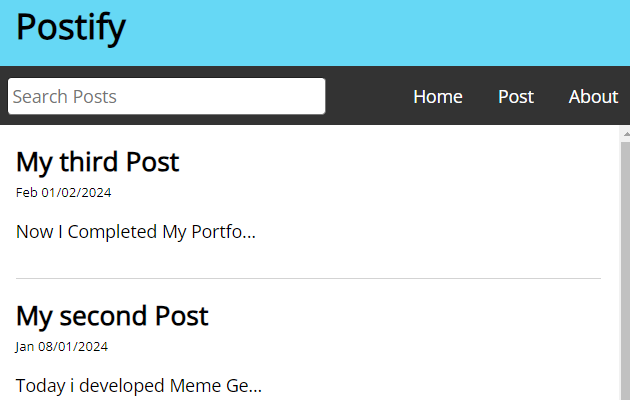 Postify
Search Posts
Home Post About
My third Post
Feb 01/02/2024
Now I Completed My Portfo...
My second Post
Jan 08/01/2024
Today i developed Meme Ge...